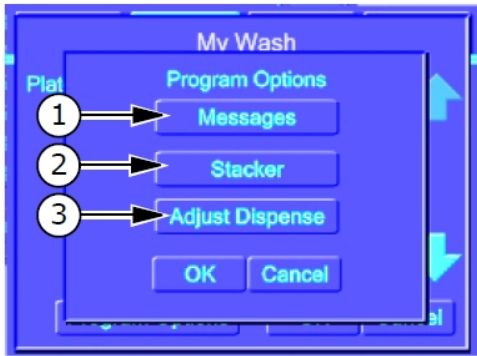 My Wash
Plat
Program Options
1 Messages
2 Stacker
3 Adjust Dispense
OK Cancel